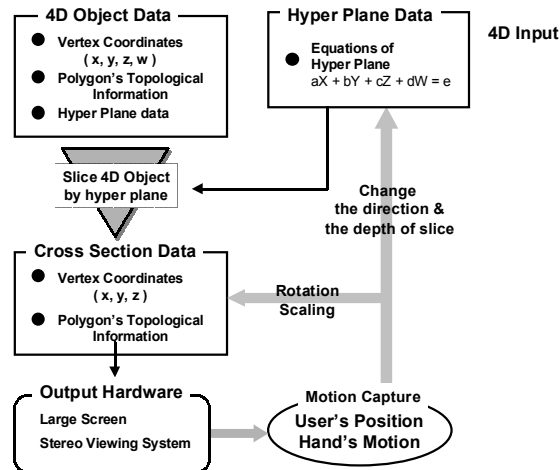 4D Object Data
Vertex Coordinates
( x, y, z, w )
Polygon's Topological
Information
Hyper Plane data
Hyper Plane Data
Equations of
Hyper Plane
aX + bY + cZ + dW = e
4D Input
Slice 4D Object
by hyper plane
Change
the direction &
the depth of slice
Cross Section Data
Vertex Coordinates
( x, y, z )
Polygon's Topological
Information
Rotation
Scaling
Output Hardware
Large Screen
Stereo Viewing System
Motion Capture
User's Position
Hand's Motion